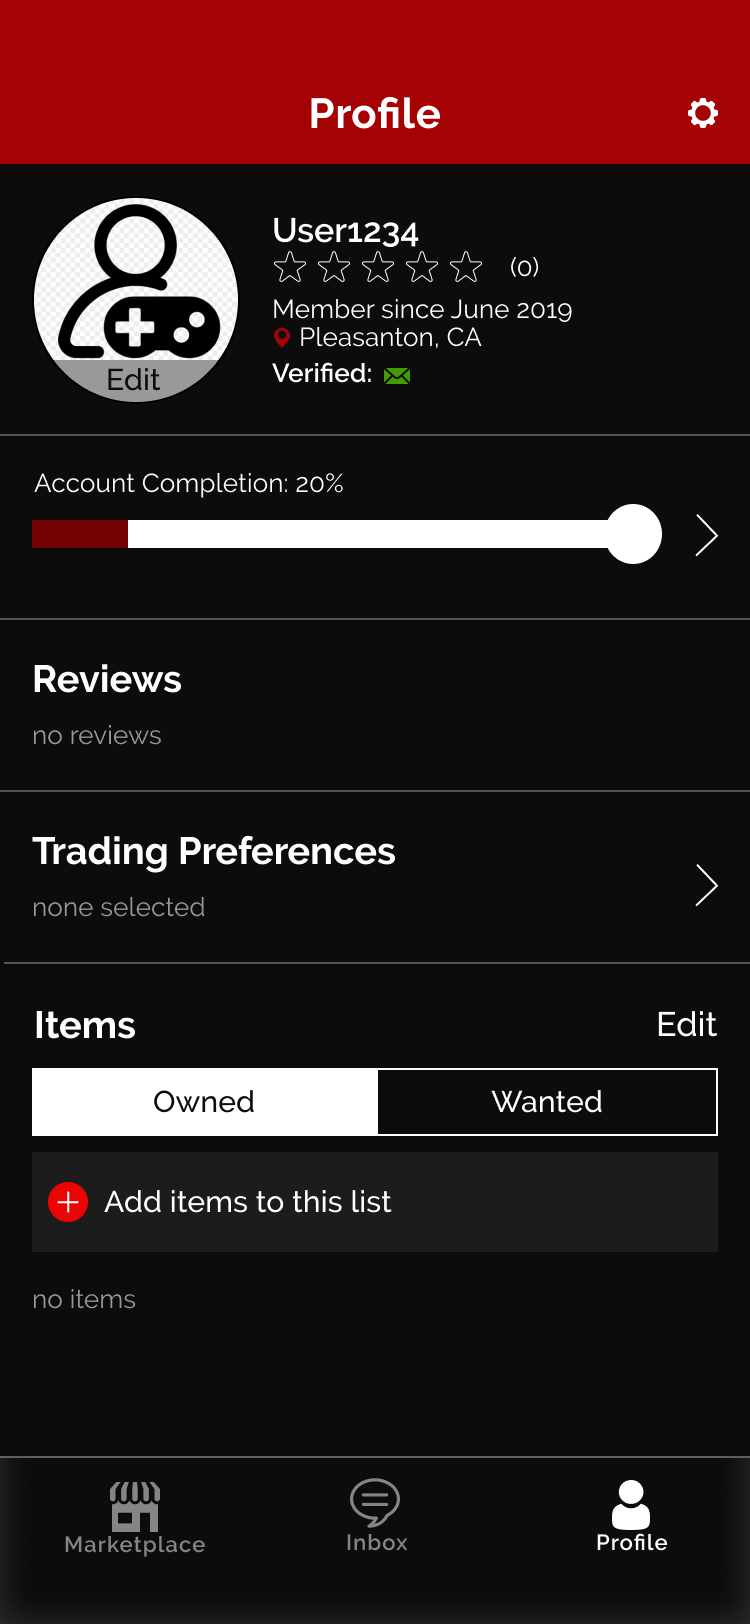 Profile
User1234
(0)
Member since June 2019
Pleasanton, CA
Verified:
Edit
Account Completion: 20%
Reviews
no reviews
Trading Preferences
none selected
Items Edit
Owned Wanted
Add items to this list
no items
Marketplace Inbox Profile